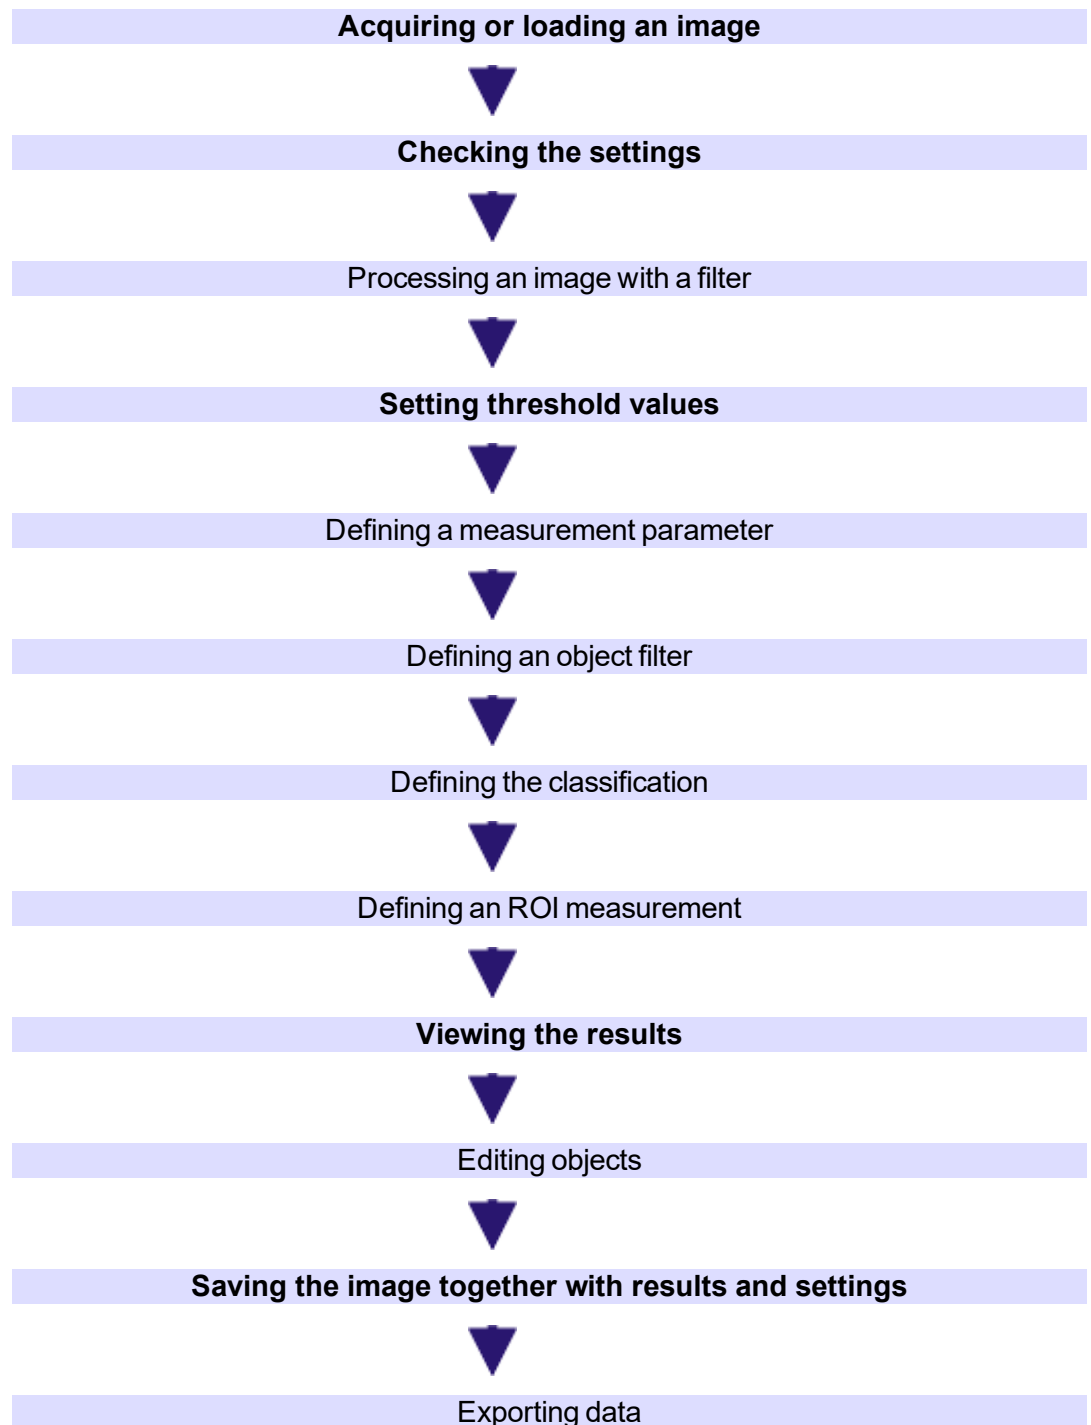 Acquiring or loading an image
Checking the settings
Processing an image with a filter
Setting threshold values
Defining a measurement parameter
Defining an object filter
Defining the classification
Defining an ROI measurement
Viewing the results
Editing objects
Saving the image together with results and settings
Exporting data